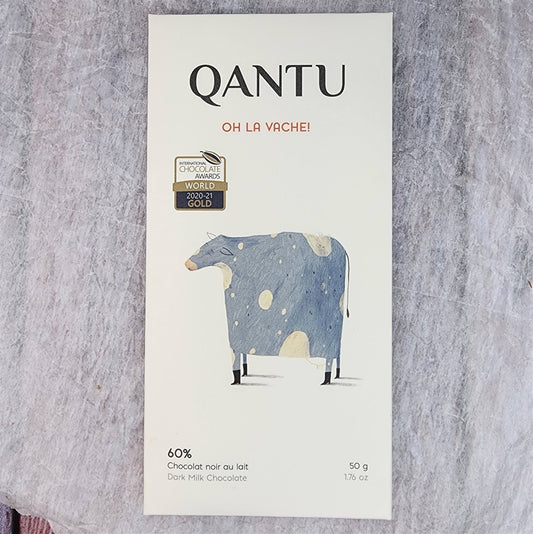 QANTU
OH LA VACHE!
INTERNATIONAL
CHOCOLATE
AWARDS
WORLD
2020-21
GOLD
60%
Chocolat noir au lait
50 g
Dark Milk Chocolate
1.76 oz